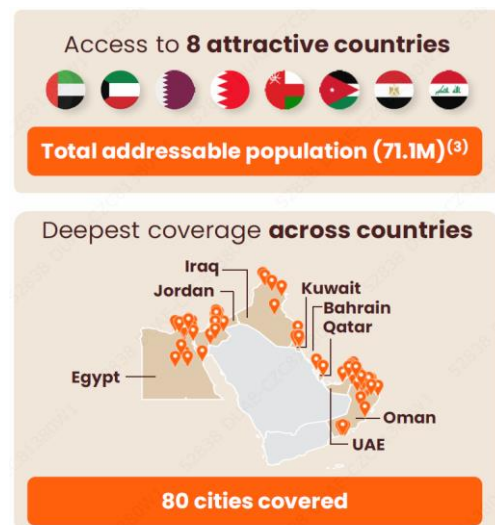 Access to 8 attractive countries
Total addressable population (71.1M)(3)
Deepest coverage across countries
Iraq
Jordan
Kuwait
Bahrain
Qatar
Egypt
Oman
UAE
80 cities covered